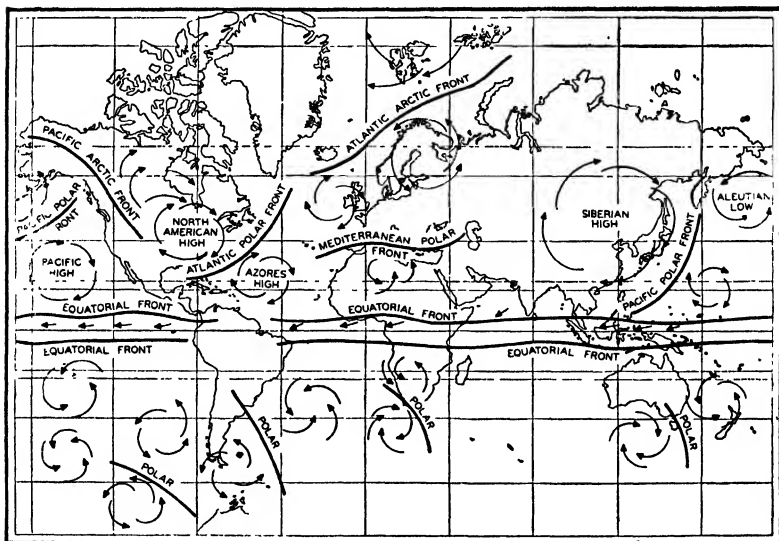 ATLANTIC ARCTIC FRONT
PACIFIC ARCTIC FRONT
PACIFIC POLAR
FRONT
NORTH
AMERICAN
HIGH
ATLANTIC POLAR FRONT
MEDITERRANEAN POLAR
FRONT
SIBERIAN
HIGH
ALEUTIAN
LOW
PACIFIC
HIGH
AZORES
HIGH
PACIFIC POLAR FRONT
EQUATORIAL FRONT
EQUATORIAL FRONT
EQUATORIAL FRONT
EQUATORIAL FRONT
POLAR
POLAR
POLAR
POLAR